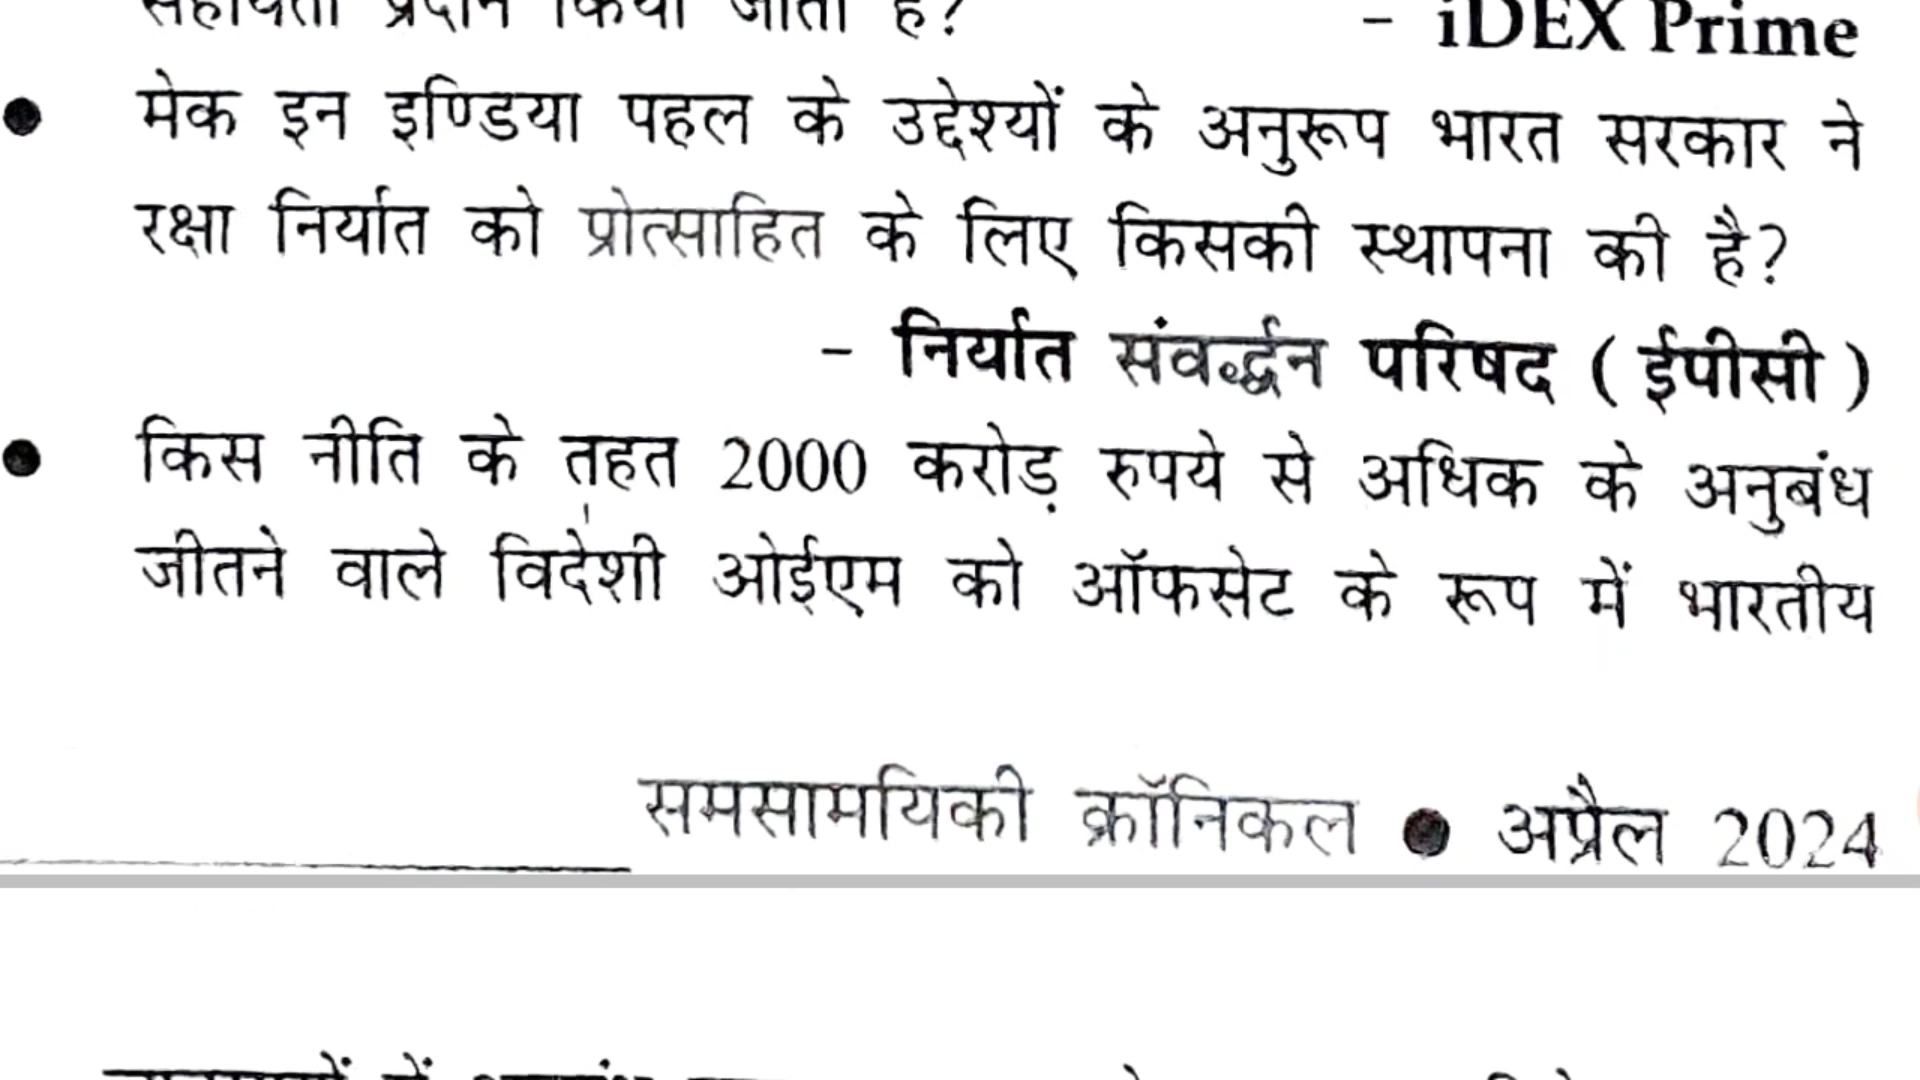 सहायता प्रदान किया जाता है?
– iDEX Prime
● मेक इन इण्डिया पहल के उद्देश्यों के अनुरूप भारत सरकार ने
रक्षा निर्यात को प्रोत्साहित के लिए किसकी स्थापना की है?
– निर्यात संवर्द्धन परिषद (ईपीसी)
● किस नीति के तहत 2000 करोड़ रुपये से अधिक के अनुबंध
जीतने वाले विदेशी ओईएम को ऑफसेट के रूप में भारतीय
समसामयिकी क्रॉनिकल ● अप्रैल 2024